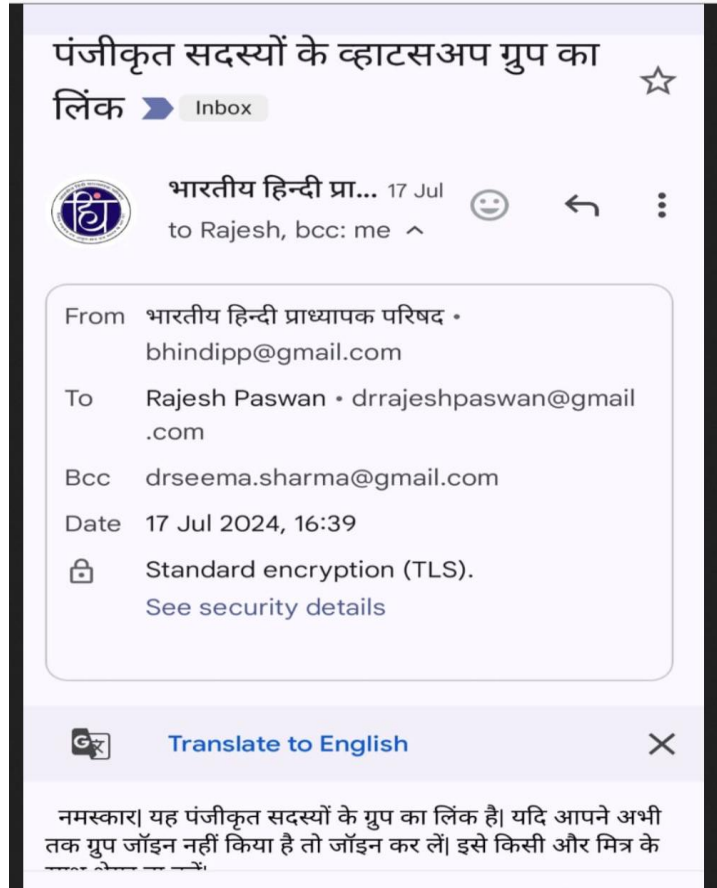 पंजीकृत सदस्यों के व्हाटसअप ग्रुप का
लिंक Inbox
भारतीय हिन्दी प्रा... 17 Jul
to Rajesh, bcc: me
From भारतीय हिन्दी प्राध्यापक परिषद •
bhindipp@gmail.com
To Rajesh Paswan • drrajeshpaswan@gmail
.com
Bcc drseema.sharma@gmail.com
Date 17 Jul 2024, 16:39
Standard encryption (TLS).
See security details
Translate to English
नमस्कार| यह पंजीकृत सदस्यों के ग्रुप का लिंक है| यदि आपने अभी
तक ग्रुप जॉइन नहीं किया है तो जॉइन कर लें| इसे किसी और मित्र के